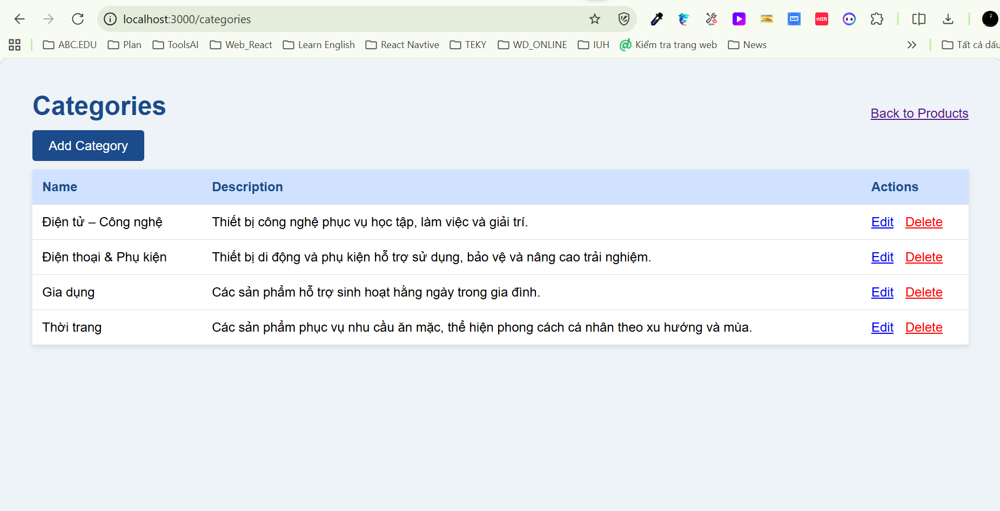 localhost:3000/categories
ABC.EDU Plan ToolsAI Web_React Learn English React Navtive TEKY WD_ONLINE IUH Kiểm tra trang web News Tất cả dấu
Categories
Back to Products
Add Category
Name Description Actions
Điện tử – Công nghệ Thiết bị công nghệ phục vụ học tập, làm việc và giải trí. Edit Delete
Điện thoại & Phụ kiện Thiết bị di động và phụ kiện hỗ trợ sử dụng, bảo vệ và nâng cao trải nghiệm. Edit Delete
Gia dụng Các sản phẩm hỗ trợ sinh hoạt hằng ngày trong gia đình. Edit Delete
Thời trang Các sản phẩm phục vụ nhu cầu ăn mặc, thể hiện phong cách cá nhân theo xu hướng và mùa. Edit Delete